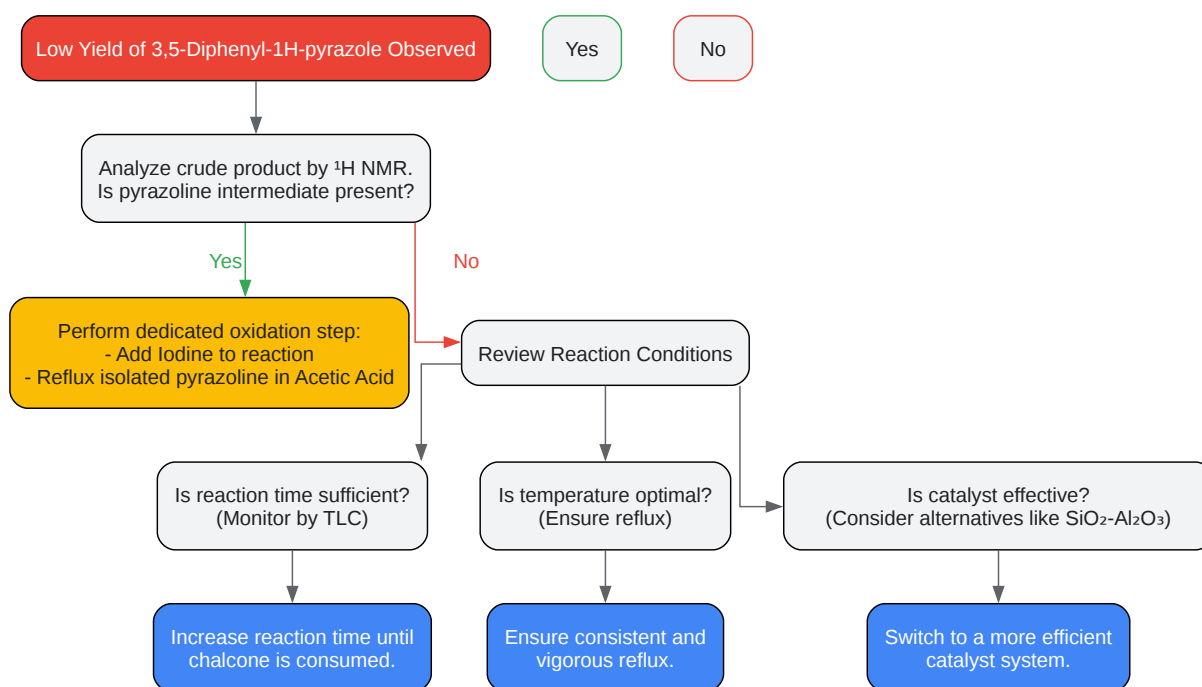 Low Yield of 3,5-Diphenyl-1H-pyrazole Observed
Yes
No
Analyze crude product by ¹H NMR.
Is pyrazoline intermediate present?
Yes
No
Perform dedicated oxidation step:
- Add Iodine to reaction
- Reflux isolated pyrazoline in Acetic Acid
Review Reaction Conditions
Is reaction time sufficient?
(Monitor by TLC)
Is temperature optimal?
(Ensure reflux)
Is catalyst effective?
(Consider alternatives like SiO₂-Al₂O₃)
Increase reaction time until
chalcone is consumed.
Ensure consistent and
vigorous reflux.
Switch to a more efficient
catalyst system.